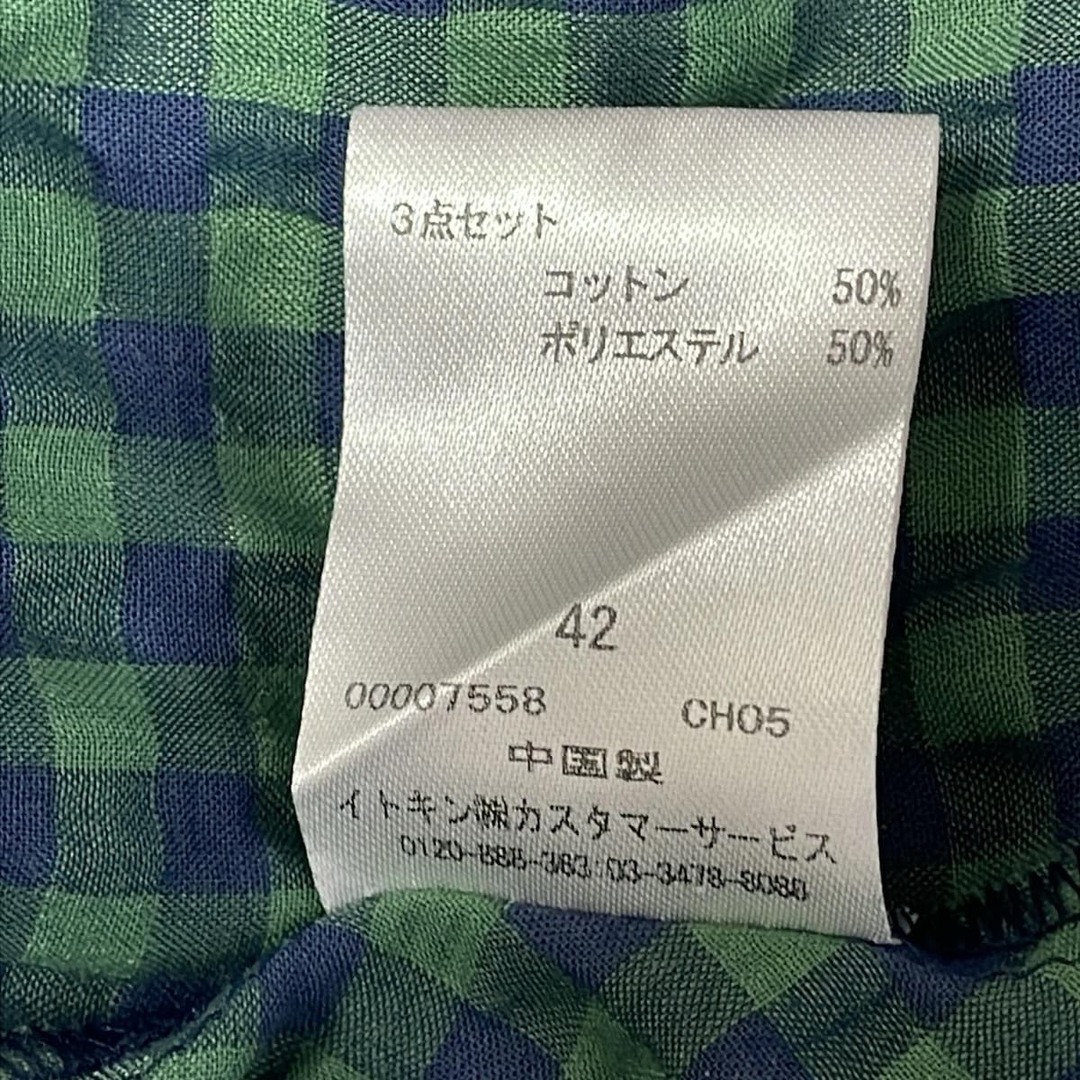 3点セット
コットン 50%
ポリエステル 50%
42
00007558 CH05
中国製
イトキン㈱カスタマーサービス
0120-888-363 03-3478-8088